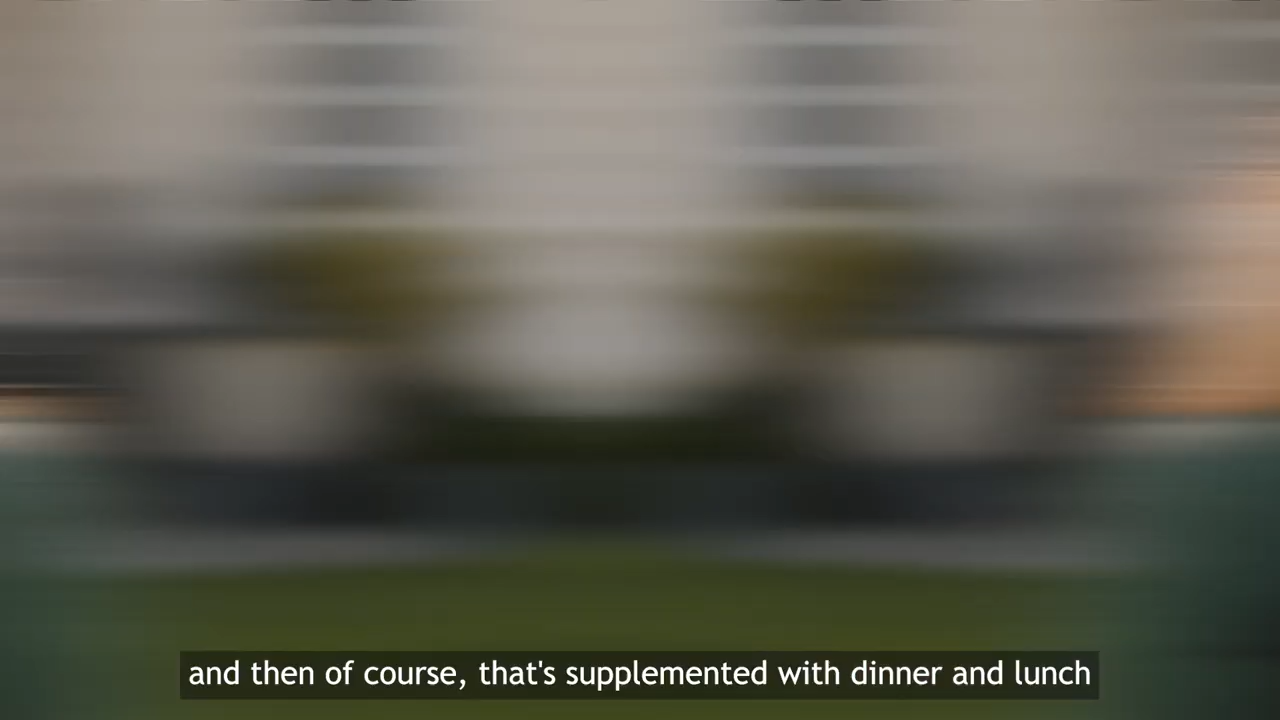 and then of course, that's supplemented with dinner and lunch